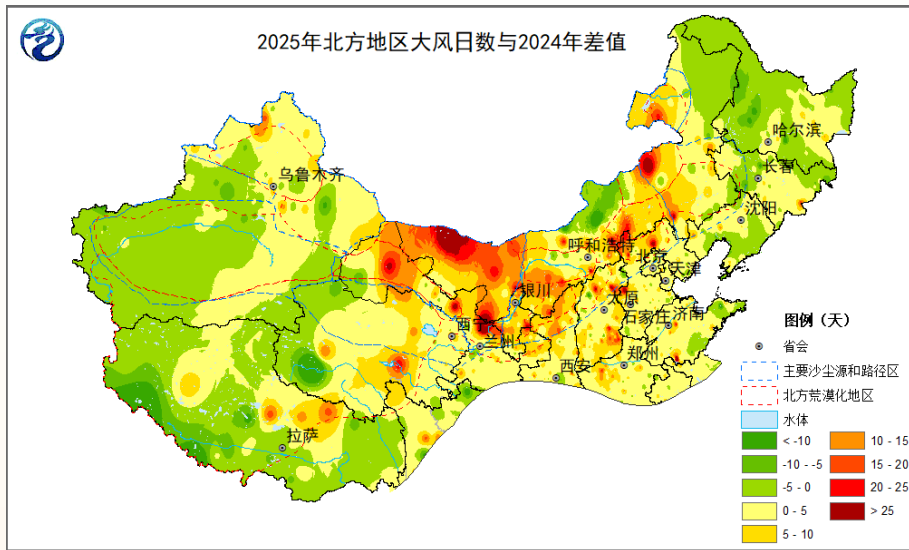 2025年北方地区大风日数与2024年差值
哈尔滨
长春
乌鲁木齐
沈阳
呼和浩特
北京
天津
银川
太原
石家庄
济南
西宁
兰州
西安
郑州
拉萨
图例（天）
省会
主要沙尘源和路径区
北方荒漠化地区
水体
< -10
10 - 15
-10 - -5
15 - 20
-5 - 0
20 - 25
0 - 5
> 25
5 - 10